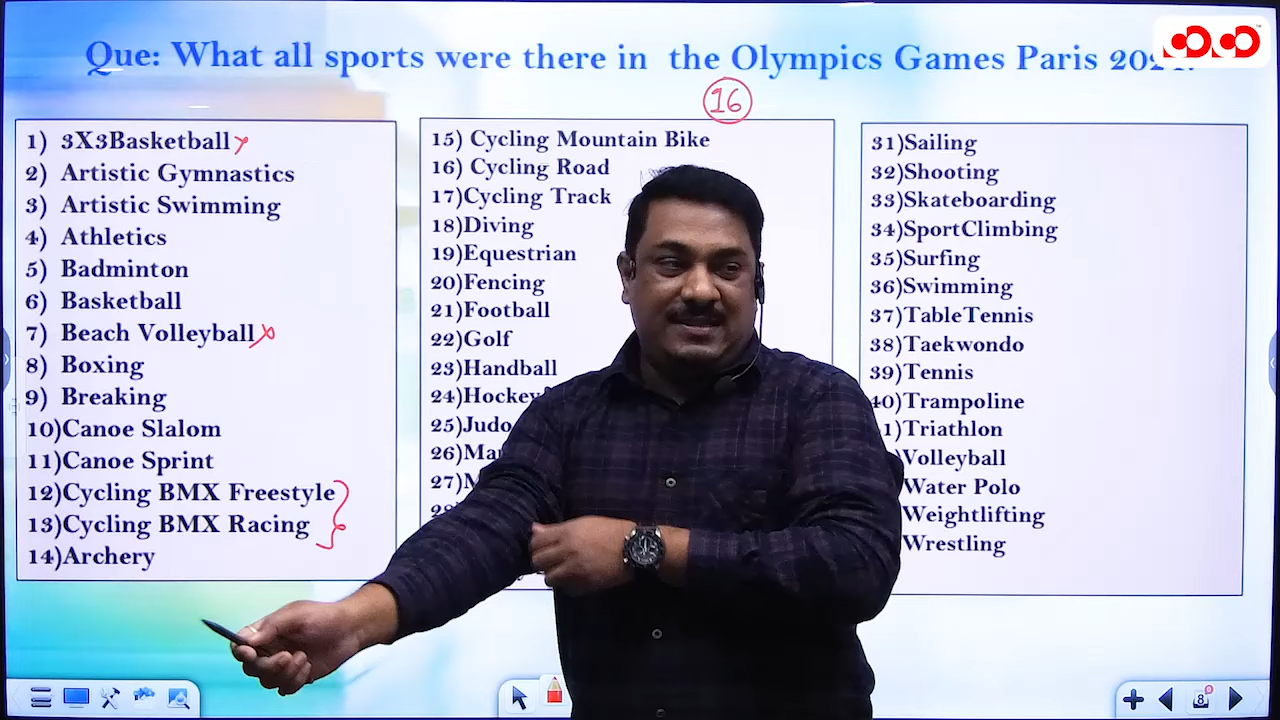 Que: What all sports were there in the Olympics Games Paris
16
1) 3X3Basketball
2) Artistic Gymnastics
3) Artistic Swimming
4) Athletics
5) Badminton
6) Basketball
7) Beach Volleyball
8) Boxing
9) Breaking
10)Canoe Slalom
11)Canoe Sprint
12)Cycling BMX Freestyle
13)Cycling BMX Racing
14)Archery
15) Cycling Mountain Bike
16) Cycling Road
17)Cycling Track
18)Diving
19)Equestrian
20)Fencing
21)Football
22)Golf
23)Handball
24)Hockey
25)Judo
26)
27)
31)Sailing
32)Shooting
33)Skateboarding
34)SportClimbing
35)Surfing
36)Swimming
37)TableTennis
38)Taekwondo
39)Tennis
40)Trampoline
1)Triathlon
Volleyball
Water Polo
Weightlifting
Wrestling
8